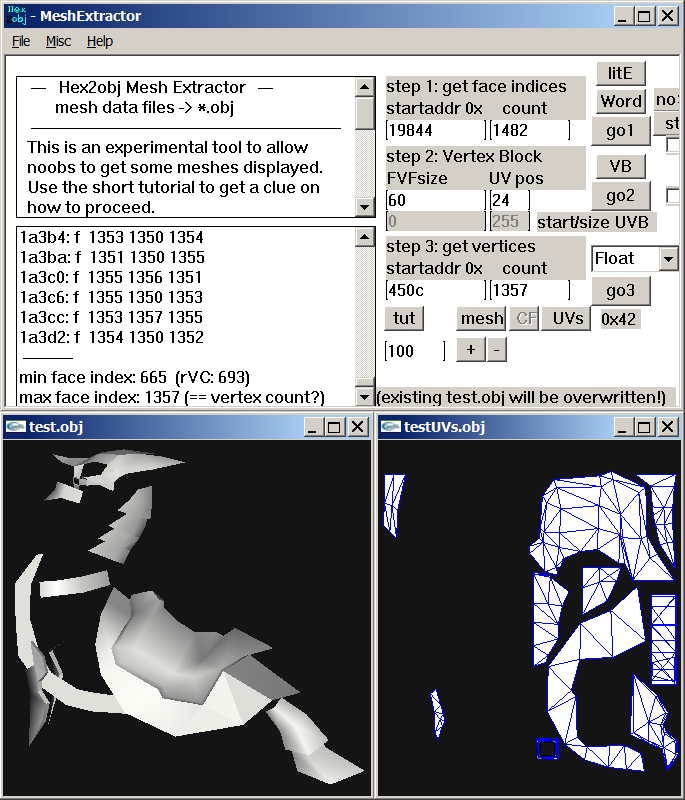 Hex
obj
- MeshExtractor
File Misc Help
— Hex2obj Mesh Extractor —
mesh data files -> *.obj
This is an experimental tool to allow
noobs to get some meshes displayed.
Use the short tutorial to get a clue on
how to proceed.
1a3b4: f 1353 1350 1354
1a3ba: f 1351 1350 1355
1a3c0: f 1355 1356 1351
1a3c6: f 1355 1350 1353
1a3cc: f 1353 1357 1355
1a3d2: f 1354 1350 1352
min face index: 665 (rVC: 693)
max face index: 1357 (== vertex count?)
step 1: get face indices
startaddr 0x count
19844 1482
litE
Word
go1
no
st
step 2: Vertex Block
FVFsize UV pos
60 24
0 255 start/size UVB
VB
go2
step 3: get vertices
startaddr 0x count
450c 1357
Float
go3
tut mesh CF UVs 0x42
100 + -
(existing test.obj will be overwritten!)
test.obj
testUVs.obj